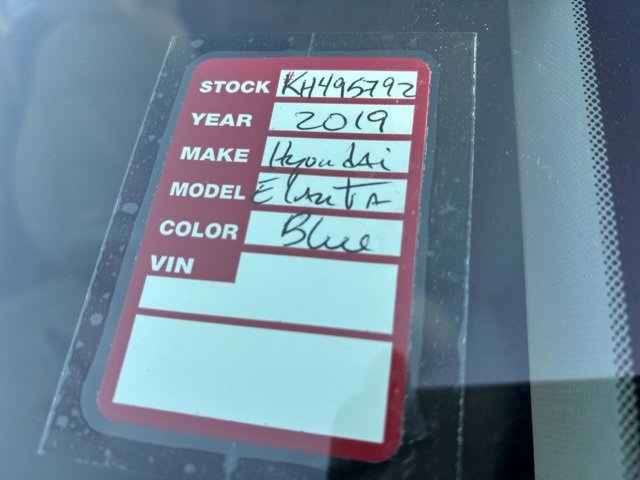 STOCK KH495792
YEAR 2019
MAKE Hyundai
MODEL Elantra
COLOR Blue
VIN